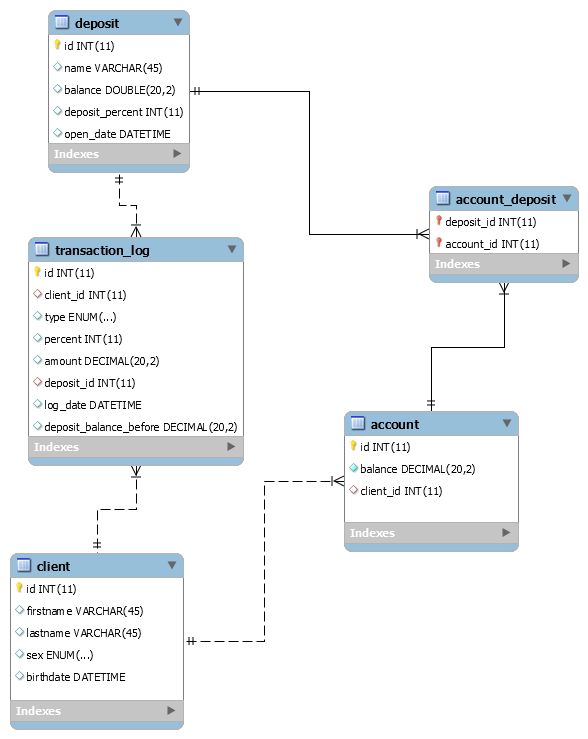 deposit
id INT(11)
name VARCHAR(45)
balance DOUBLE(20,2)
deposit_percent INT(11)
open_date DATETIME
Indexes
account_deposit
deposit_id INT(11)
account_id INT(11)
Indexes
transaction_log
id INT(11)
client_id INT(11)
type ENUM(...)
percent INT(11)
amount DECIMAL(20,2)
deposit_id INT(11)
log_date DATETIME
deposit_balance_before DECIMAL(20,2)
Indexes
account
id INT(11)
balance DECIMAL(20,2)
client_id INT(11)
Indexes
client
id INT(11)
firstname VARCHAR(45)
lastname VARCHAR(45)
sex ENUM(...)
birthdate DATETIME
Indexes